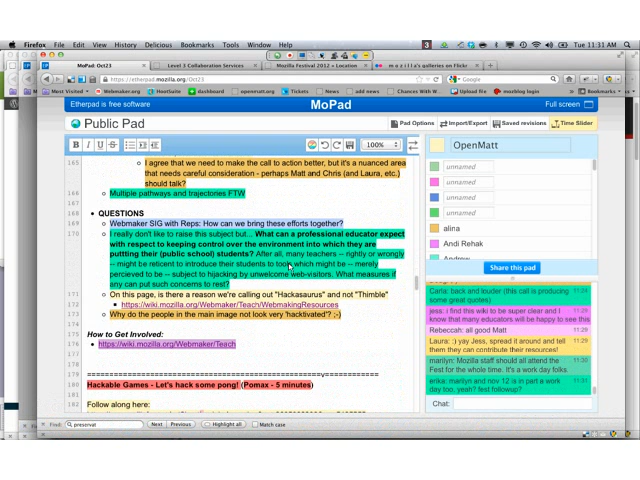 Firefox File Edit View History Delicious Bookmarks Tools Window Help
Tue 11:31 AM
MoPad: Oct23
Level 3 Collaboration Services
Mozilla Festival 2012 » Location
m o z i l l a's galleries on Flickr
https://etherpad.mozilla.org/Oct23
Google
Most Visited Webmaker.org HootSuite dashboard openmatt.org Tickets News add news Chances With W... Upload file mozblog login Bookmarks
Etherpad is free software
MoPad
Full screen
Public Pad
Pad Options Import/Export Saved revisions Time Slider
B I U S
100%
OpenMatt
unnamed
unnamed
unnamed
unnamed
alina
Andi Rehak
Andrew
Share this pad
165 I agree that we need to make the call to action better, but it's a nuanced area
that needs careful consideration - perhaps Matt and Chris (and Laura, etc.)
should talk?
166 Multiple pathways and trajectories FTW
167
168 QUESTIONS
169 Webmaker SIG with Reps: How can we bring these efforts together?
170 I really don't like to raise this subject but... What can a professional educator expect
with respect to keeping control over the environment into which they are
puttting their (public school) students? After all, many teachers -- rightly or wrongly
-- might be reticent to introduce their students to tools which might be -- merely
percieved to be -- subject to hijacking by unwelcome web-visitors. What measures if
any can put such concerns to rest?
171 On this page, is there a reason we're calling out "Hackasaurus" and not "Thimble"
172 https://wiki.mozilla.org/Webmaker/Teach/WebmakingResources
173 Why do the people in the main image not look very 'hacktivated'? ;-)
174
175 How to Get Involved:
176 https://wiki.mozilla.org/Webmaker/Teach
177
178
179
180 Hackable Games - Let's hack some pong! (Pomax - 5 minutes)
181
182 Follow along here:
Carla: back and louder (this call is producing some great quotes) 11:28
jess: i find this wiki to be super clear and I know that many educators will be happy to see this 11:29
Rebeccah: all good Matt 11:29
Laura: :) yay Jess, spread it around and tell them they can contribute their resources! 11:29
marilyn: Mozilla staff should all attend the Festival for the whole time. It's a work day folks. 11:30
erika: marilyn and nov 12 is in part a work day too, yeah? fest followup? 11:31
Chat:
Find: preservat Next Previous Highlight all Match case